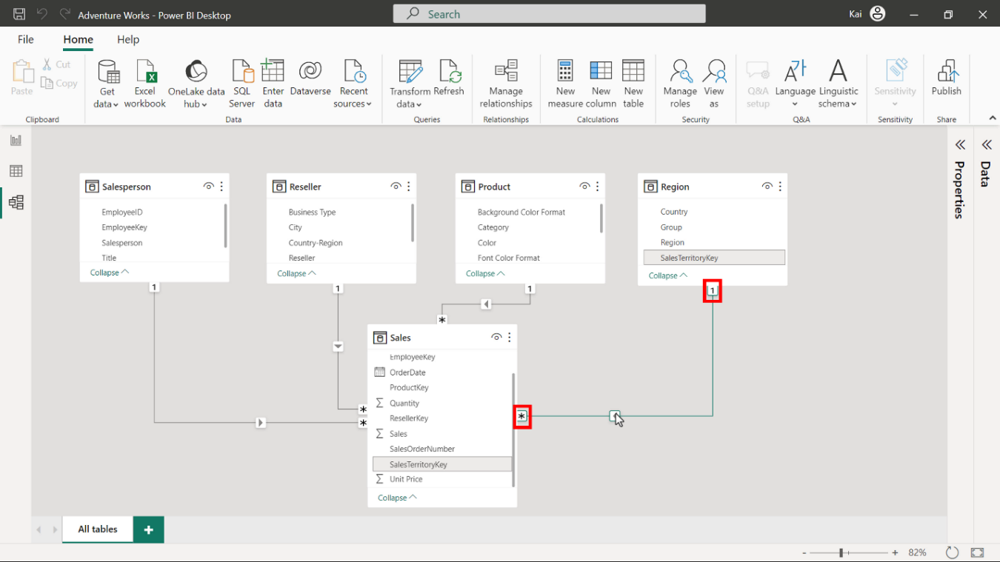 Adventure Works - Power BI Desktop
Search
Kai
File
Home
Help
Paste
Cut
Copy
Clipboard
Get data
Excel workbook
OneLake data hub
SQL Server
Enter data
Dataverse
Recent sources
Data
Transform data
Refresh
Queries
Manage relationships
Relationships
New measure
New column
New table
Calculations
Manage roles
View as
Security
Q&A setup
Language
Linguistic schema
Q&A
Sensitivity
Sensitivity
Publish
Share
Salesperson
EmployeeID
EmployeeKey
Salesperson
Title
Collapse
1
Reseller
Business Type
City
Country-Region
Reseller
Collapse
1
Product
Background Color Format
Category
Color
Font Color Format
Collapse
1
Region
Country
Group
Region
SalesTerritoryKey
Collapse
1
*
Sales
EmployeeKey
OrderDate
ProductKey
Σ Quantity
ResellerKey
Σ Sales
SalesOrderNumber
SalesTerritoryKey
Σ Unit Price
Collapse
*
*
*
Properties
Data
All tables
+
-
+
82%